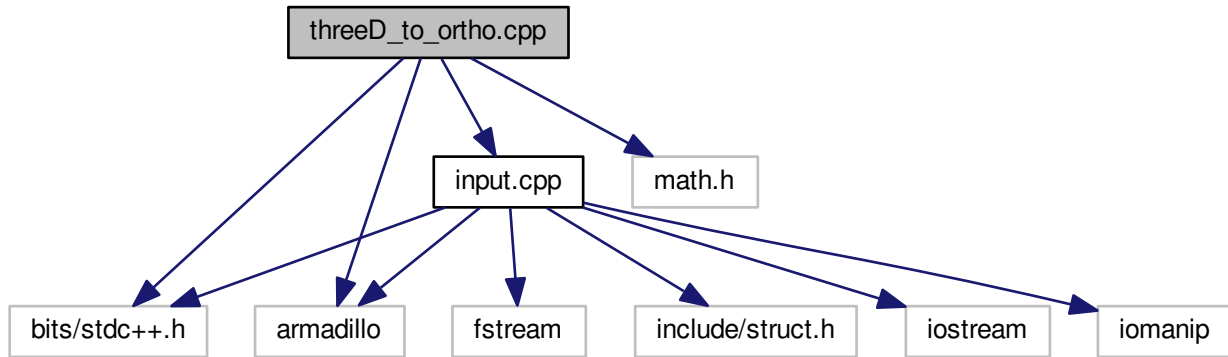 threeD_to_ortho.cpp
input.cpp
math.h
bits/stdc++.h
armadillo
fstream
include/struct.h
iostream
iomanip